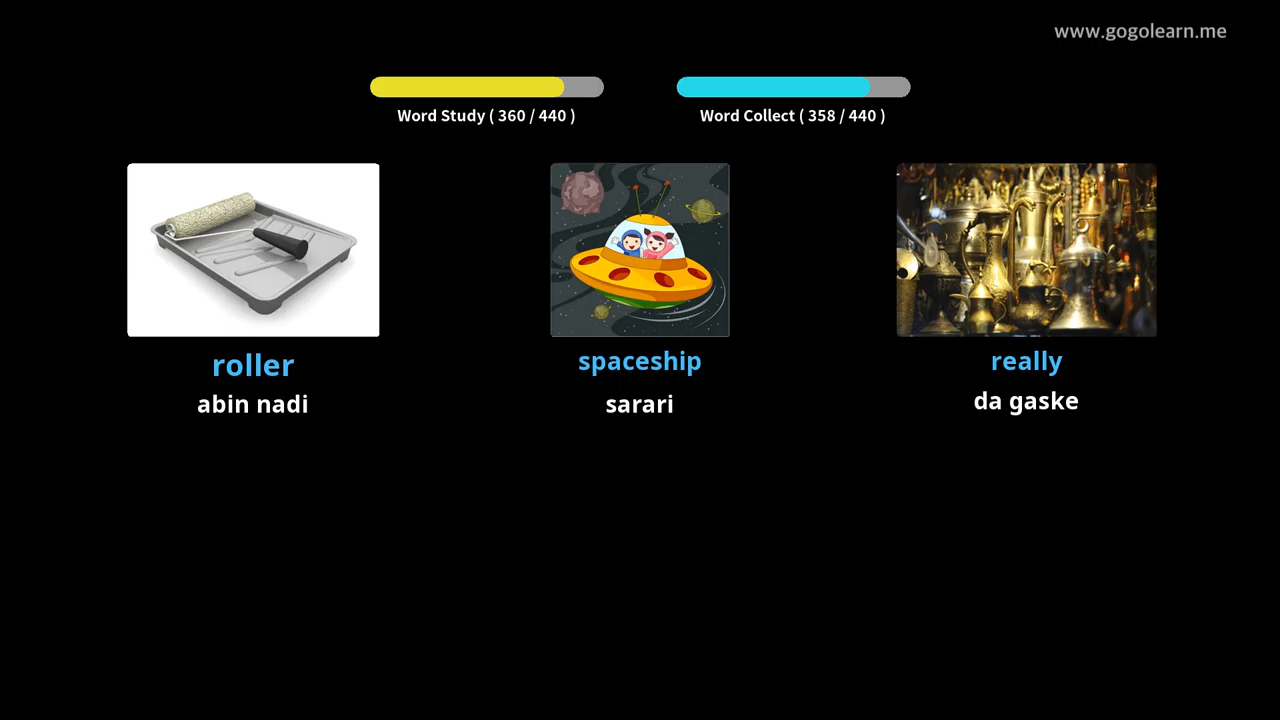 www.gogolearn.me
Word Study ( 360 / 440 )
Word Collect ( 358 / 440 )
roller
abin nadi
spaceship
sarari
really
da gaske